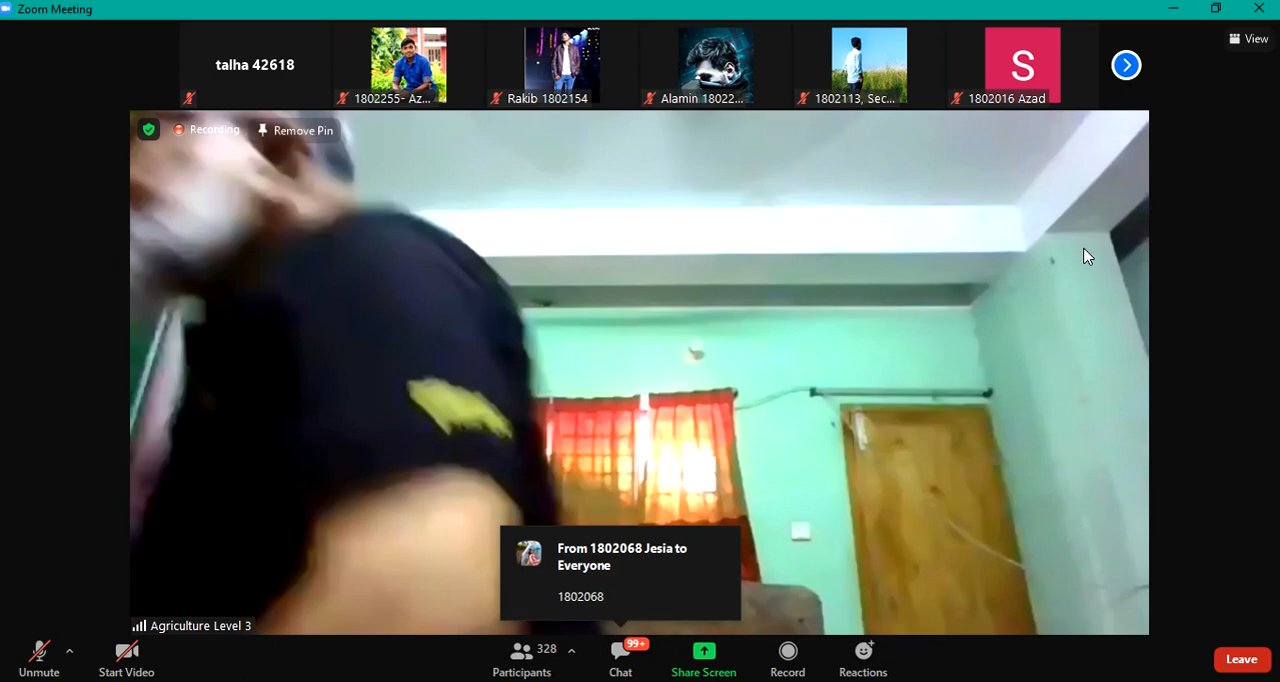 Zoom Meeting
View
talha 42618
1802255- Az...
Rakib 1802154
Alamin 18022...
1802113, Sec...
S
1802016 Azad
Recording
Remove Pin
From 1802068 Jesia to
Everyone
1802068
Agriculture Level 3
Unmute
Start Video
328
Participants
99+
Chat
Share Screen
Record
Reactions
Leave